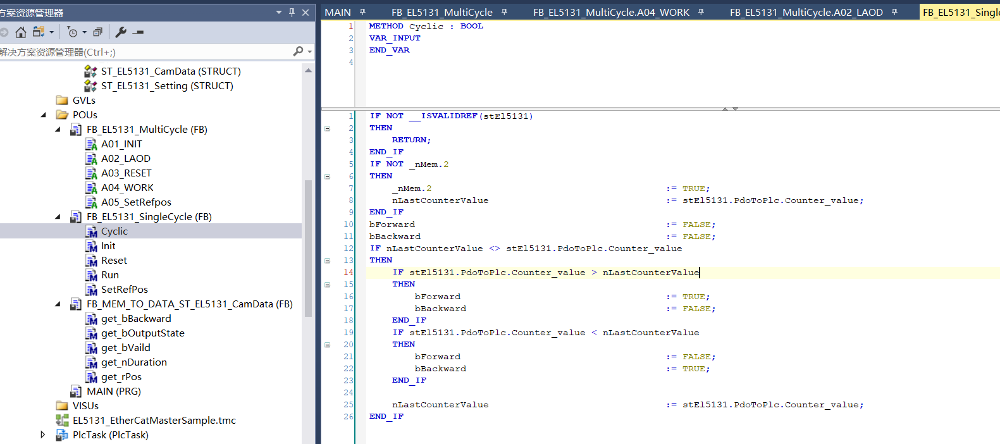 方案资源管理器
解决方案资源管理器(Ctrl+;)
ST_EL5131_CamData (STRUCT)
ST_EL5131_Setting (STRUCT)
GVLs
POUs
FB_EL5131_MultiCycle (FB)
A01_INIT
A02_LAOD
A03_RESET
A04_WORK
A05_SetRefpos
FB_EL5131_SingleCycle (FB)
Cyclic
Init
Reset
Run
SetRefPos
FB_MEM_TO_DATA_ST_EL5131_CamData (FB)
get_bBackward
get_bOutputState
get_bVaild
get_nDuration
get_rPos
MAIN (PRG)
VISUs
EL5131_EtherCatMasterSample.tmc
PlcTask (PlcTask)
MAIN FB_EL5131_MultiCycle FB_EL5131_MultiCycle.A04_WORK FB_EL5131_MultiCycle.A02_LAOD FB_EL5131_Single
1 METHOD Cyclic : BOOL
2 VAR_INPUT
3 END_VAR
4
1 IF NOT __ISVALIDREF(stEl5131)
2 THEN
3 RETURN;
4 END_IF
5 IF NOT _nMem.2
6 THEN
7 _nMem.2 := TRUE;
8 nLastCounterValue := stEl5131.PdoToPlc.Counter_value;
9 END_IF
10 bForward := FALSE;
11 bBackward := FALSE;
12 IF nLastCounterValue <> stEl5131.PdoToPlc.Counter_value
13 THEN
14 IF stEl5131.PdoToPlc.Counter_value > nLastCounterValue
15 THEN
16 bForward := TRUE;
17 bBackward := FALSE;
18 END_IF
19 IF stEl5131.PdoToPlc.Counter_value < nLastCounterValue
20 THEN
21 bForward := FALSE;
22 bBackward := TRUE;
23 END_IF
24
25 nLastCounterValue := stEl5131.PdoToPlc.Counter_value;
26 END_IF